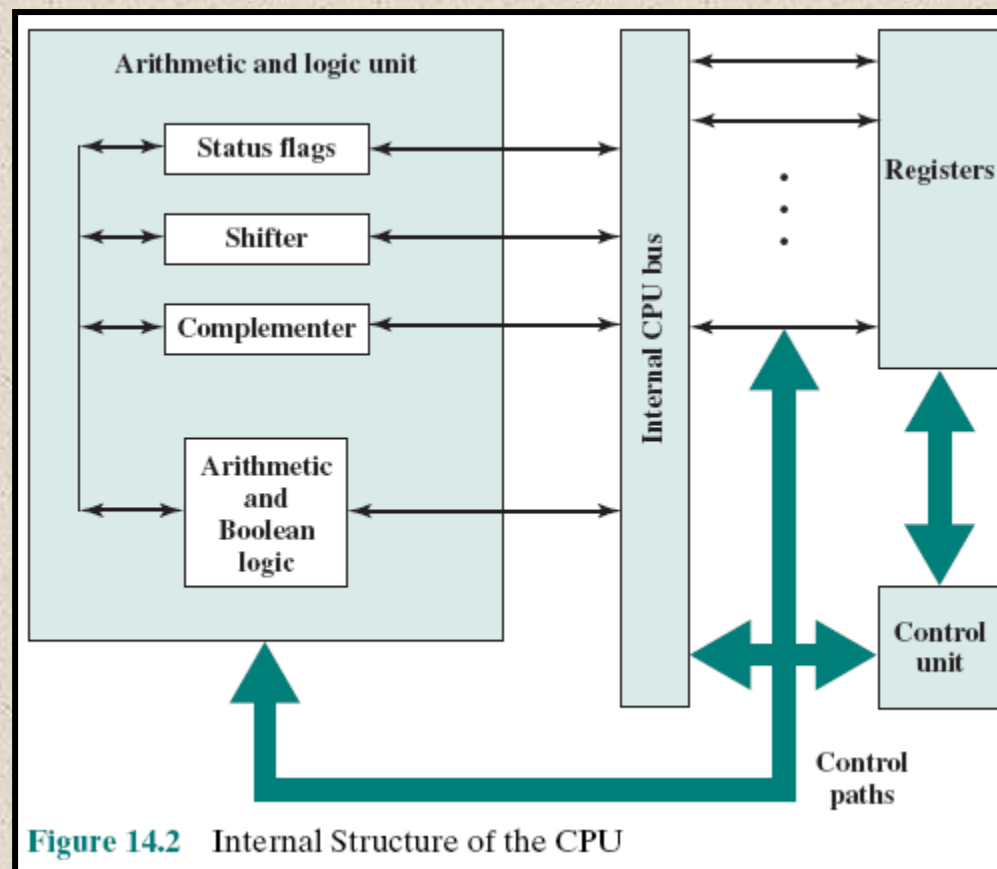 Arithmetic and logic unit
Status flags
Shifter
Complementer
Arithmetic
and
Boolean
logic
Internal CPU bus
Registers
Control
unit
Control
paths
Figure 14.2 Internal Structure of the CPU